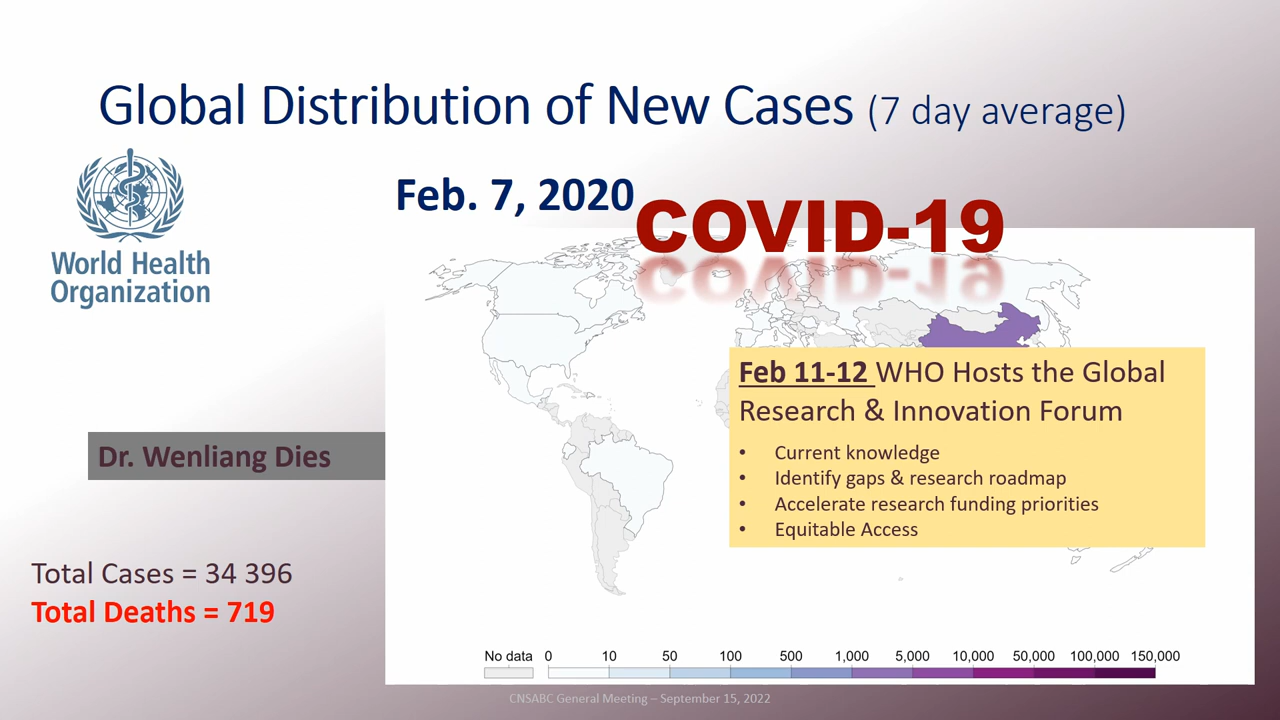 Global Distribution of New Cases (7 day average)
World Health
Organization
Feb. 7, 2020
COVID-19
Feb 11-12 WHO Hosts the Global
Research & Innovation Forum
• Current knowledge
• Identify gaps & research roadmap
• Accelerate research funding priorities
• Equitable Access
Dr. Wenliang Dies
Total Cases = 34 396
Total Deaths = 719
No data 0 10 50 100 500 1,000 5,000 10,000 50,000 100,000 150,000
CNSABC General Meeting – September 15, 2022